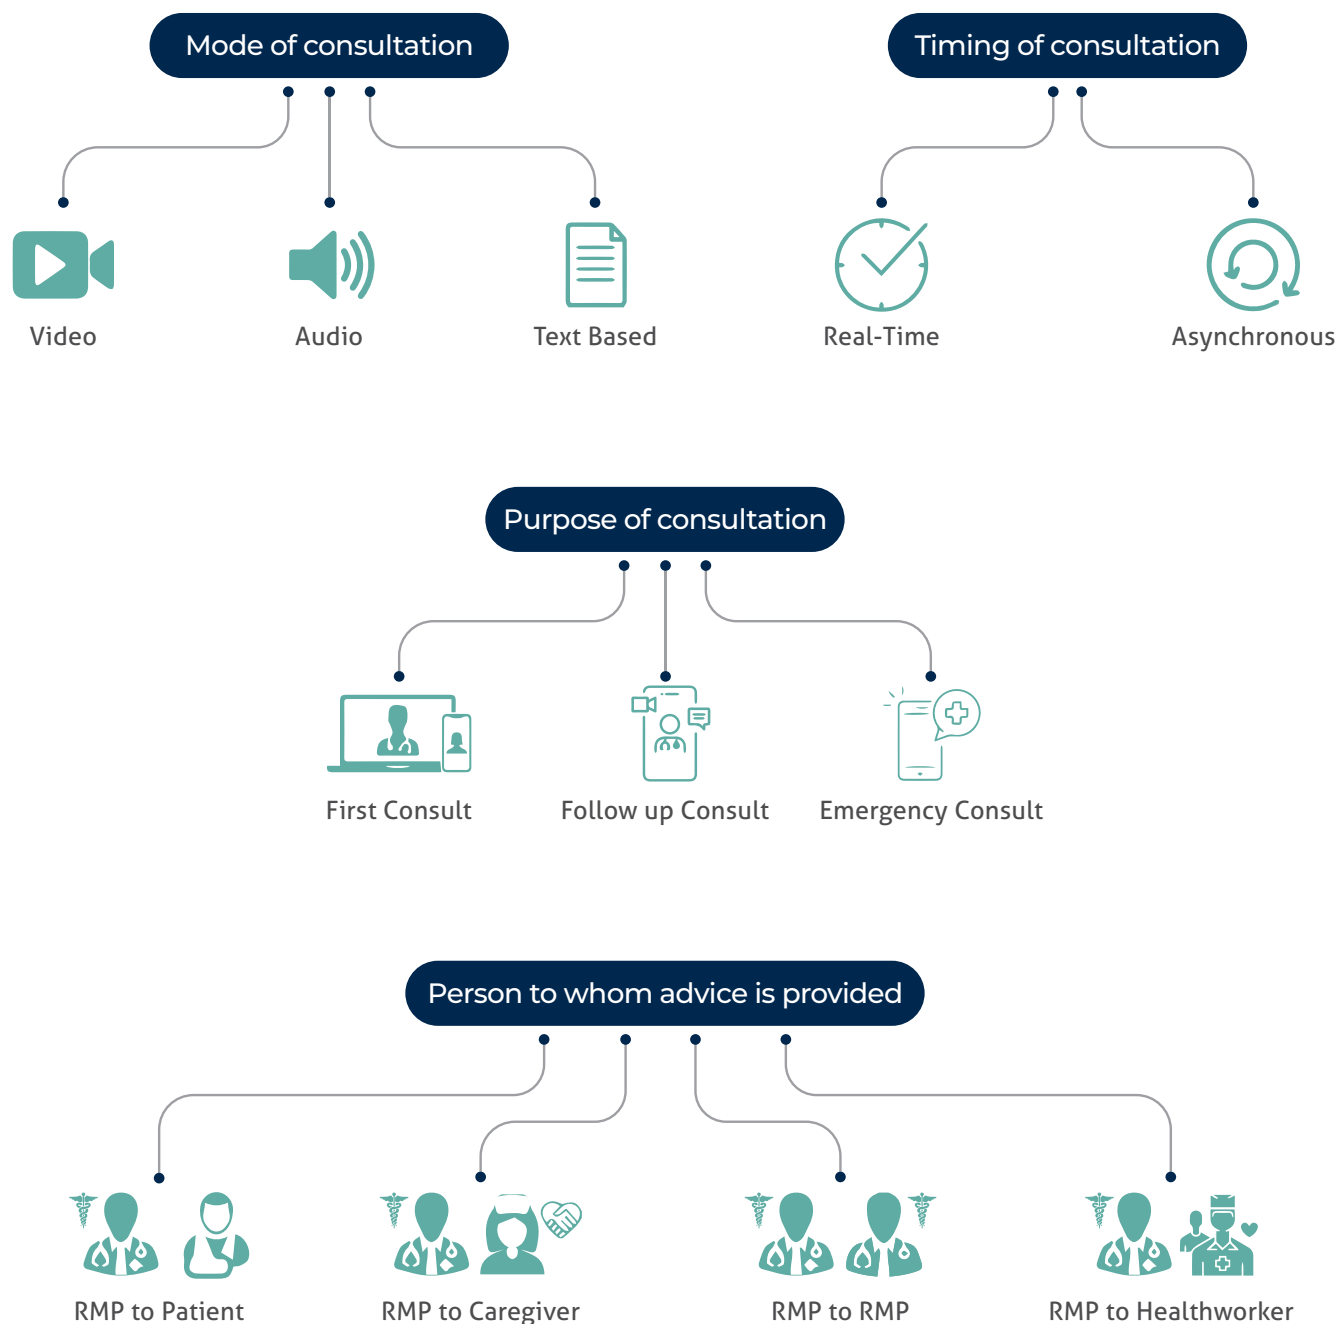 Mode of consultation
Timing of consultation
Video
Audio
Text Based
Real-Time
Asynchronous
Purpose of consultation
First Consult
Follow up Consult
Emergency Consult
Person to whom advice is provided
RMP to Patient
RMP to Caregiver
RMP to RMP
RMP to Healthworker